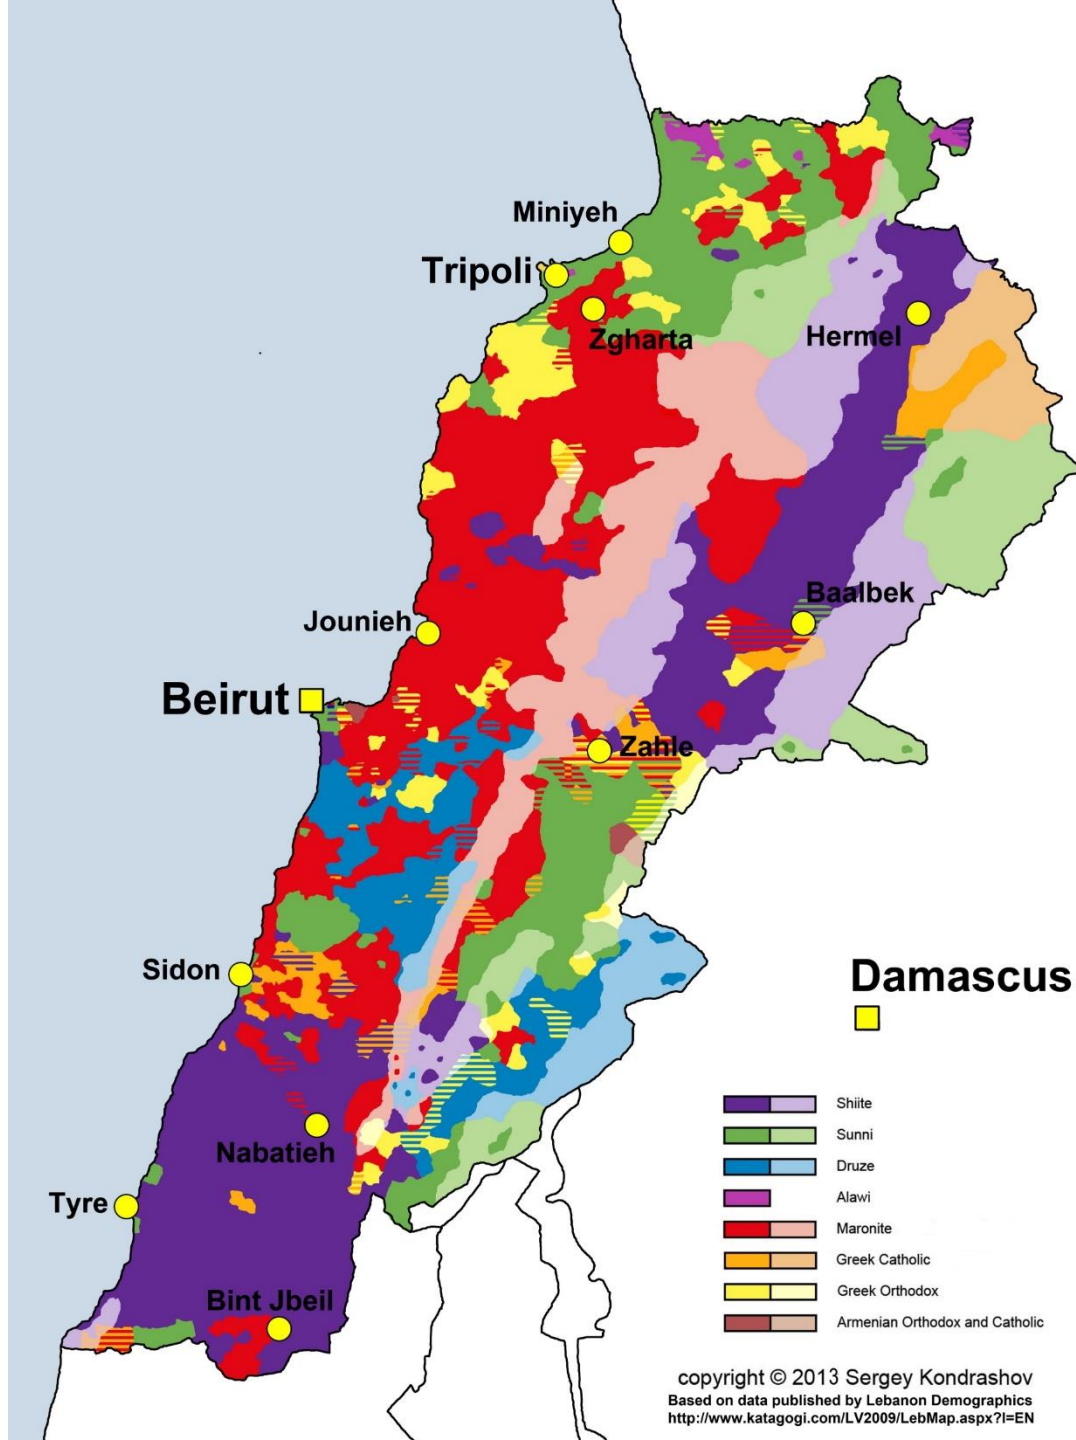 Miniyeh
Tripoli
Zgharta
Hermel
Baalbek
Jounieh
Beirut
Zahle
Sidon
Damascus
Nabatieh
Tyre
Bint Jbeil
Shiite
Sunni
Druze
Alawi
Maronite
Greek Catholic
Greek Orthodox
Armenian Orthodox and Catholic
copyright © 2013 Sergey Kondrashov
Based on data published by Lebanon Demographics
http://www.katagogi.com/LV2009/LebMap.aspx?l=EN